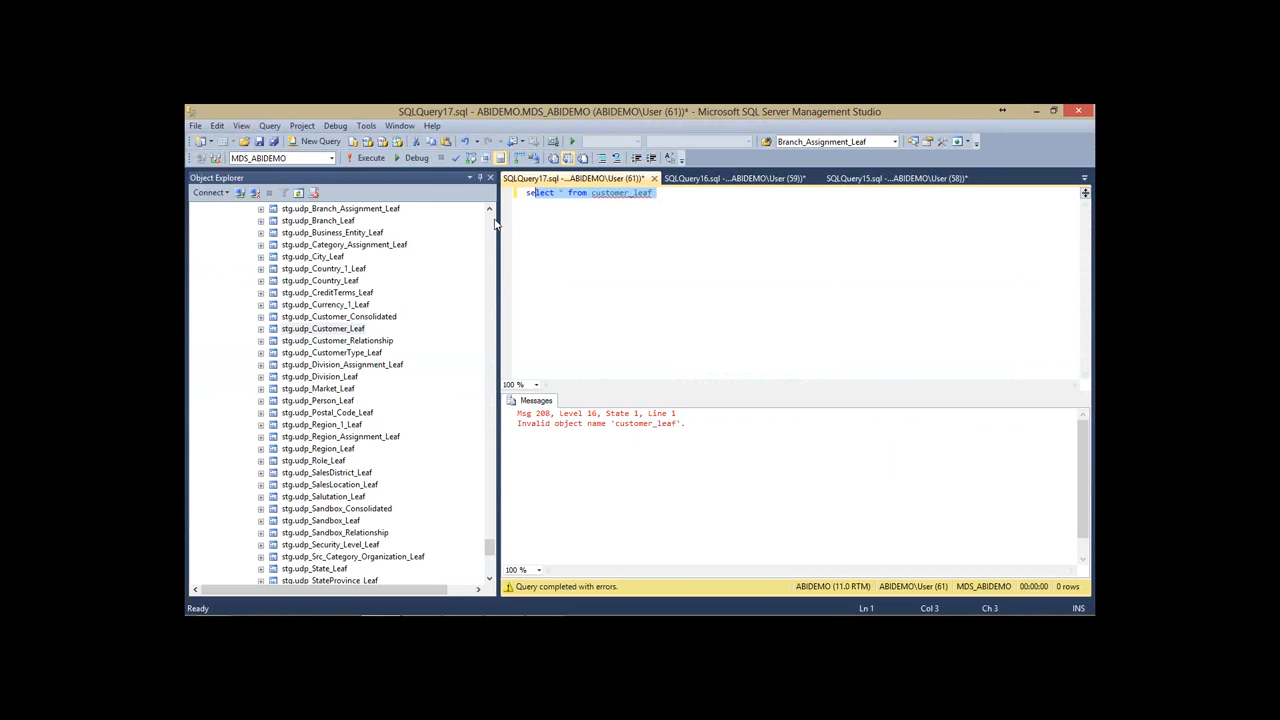 SQLQuery17.sql - ABIDEMO.MDS_ABIDEMO (ABIDEMO\User (61))* - Microsoft SQL Server Management Studio
File Edit View Query Project Debug Tools Window Help
New Query Branch_Assignment_Leaf
MDS_ABIDEMO Execute Debug
Object Explorer
Connect
stg.udp_Branch_Assignment_Leaf
stg.udp_Branch_Leaf
stg.udp_Business_Entity_Leaf
stg.udp_Category_Assignment_Leaf
stg.udp_City_Leaf
stg.udp_Country_1_Leaf
stg.udp_Country_Leaf
stg.udp_CreditTerms_Leaf
stg.udp_Currency_1_Leaf
stg.udp_Customer_Consolidated
stg.udp_Customer_Leaf
stg.udp_Customer_Relationship
stg.udp_CustomerType_Leaf
stg.udp_Division_Assignment_Leaf
stg.udp_Division_Leaf
stg.udp_Market_Leaf
stg.udp_Person_Leaf
stg.udp_Postal_Code_Leaf
stg.udp_Region_1_Leaf
stg.udp_Region_Assignment_Leaf
stg.udp_Region_Leaf
stg.udp_Role_Leaf
stg.udp_SalesDistrict_Leaf
stg.udp_SalesLocation_Leaf
stg.udp_Salutation_Leaf
stg.udp_Sandbox_Consolidated
stg.udp_Sandbox_Leaf
stg.udp_Sandbox_Relationship
stg.udp_Security_Level_Leaf
stg.udp_Src_Category_Organization_Leaf
stg.udp_State_Leaf
stg.udp_StateProvince_Leaf
SQLQuery17.sql -...ABIDEMO\User (61))* SQLQuery16.sql -...ABIDEMO\User (59))* SQLQuery15.sql -...ABIDEMO\User (58))*
select * from customer_leaf
100 %
Messages
Msg 208, Level 16, State 1, Line 1
Invalid object name 'customer_leaf'.
100 %
Query completed with errors. ABIDEMO (11.0 RTM) ABIDEMO\User (61) MDS_ABIDEMO 00:00:00 0 rows
Ready Ln 1 Col 3 Ch 3 INS